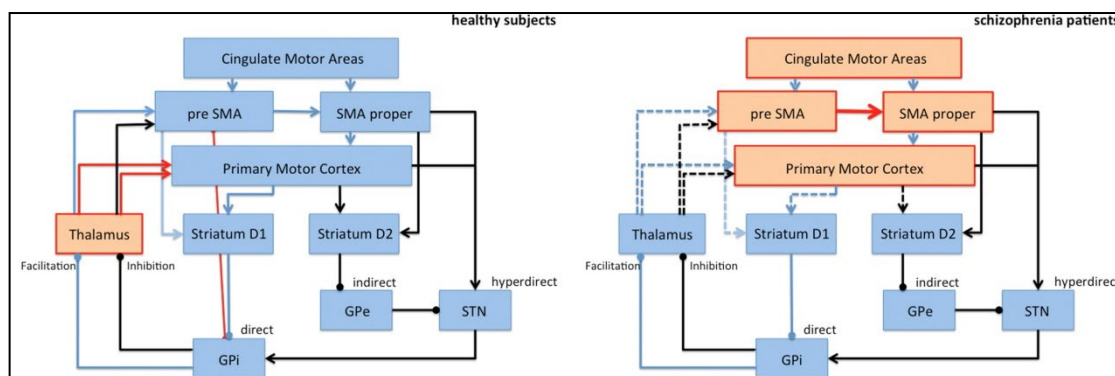 healthy subjects
Cingulate Motor Areas
pre SMA
SMA proper
Primary Motor Cortex
Thalamus
Striatum D1
Striatum D2
Facilitation
Inhibition
indirect
hyperdirect
GPe
STN
direct
GPi
schizophrenia patients
Cingulate Motor Areas
pre SMA
SMA proper
Primary Motor Cortex
Thalamus
Striatum D1
Striatum D2
Facilitation
Inhibition
indirect
hyperdirect
GPe
STN
direct
GPi